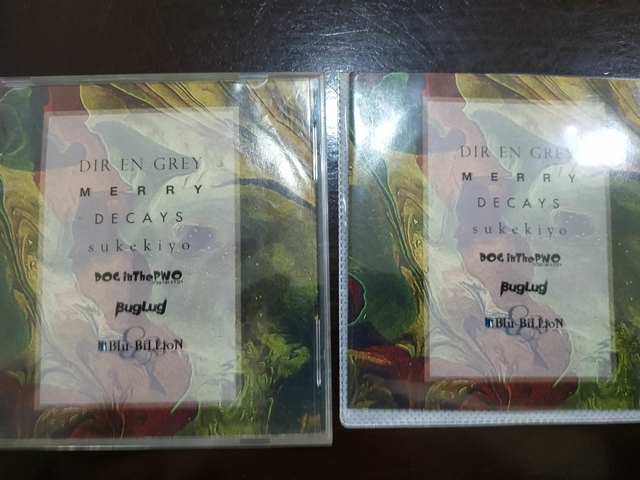 DIR EN GREY
MERRY
DECAYS
sukekiyo
DOG inThePWO
BugLug
Blu-BiLLioN
DIR EN GREY
MERRY
DECAYS
sukekiyo
DOG inThePWO
BugLug
Blu-BiLLioN